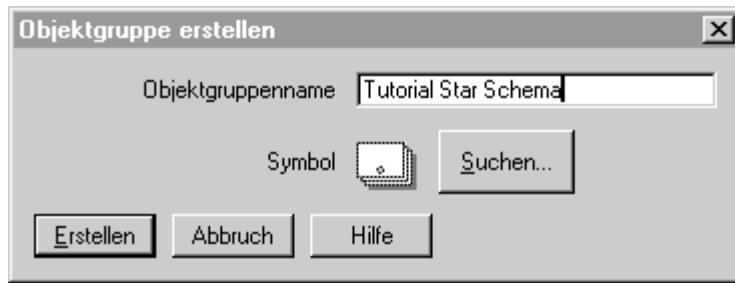 Objektgruppe erstellen
Objektgruppenname Tutorial Star Schema
Symbol Suchen...
Erstellen Abbruch Hilfe